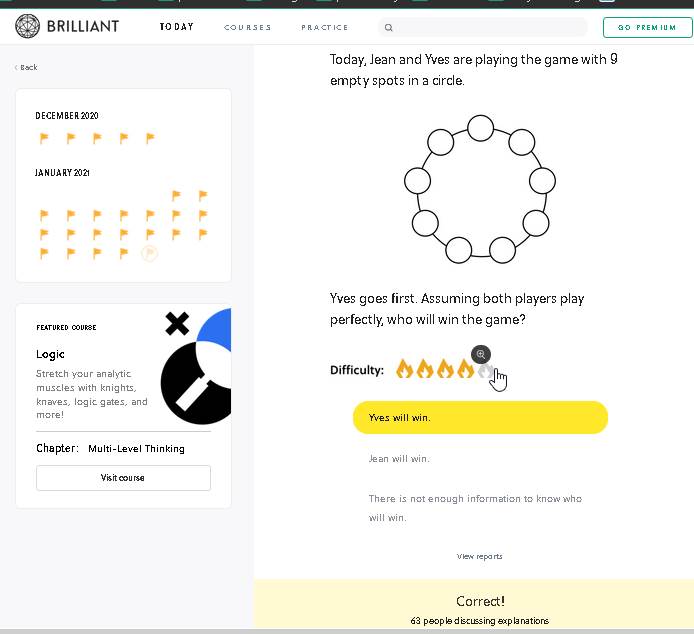 BRILLIANT
TODAY
COURSES
PRACTICE
GO PREMIUM
‹ Back
DECEMBER 2020
JANUARY 2021
FEATURED COURSE
Logic
Stretch your analytic
muscles with knights,
knaves, logic gates, and
more!
Chapter: Multi-Level Thinking
Visit course
Today, Jean and Yves are playing the game with 9
empty spots in a circle.
Yves goes first. Assuming both players play
perfectly, who will win the game?
Difficulty:
Yves will win.
Jean will win.
There is not enough information to know who
will win.
View reports
Correct!
63 people discussing explanations